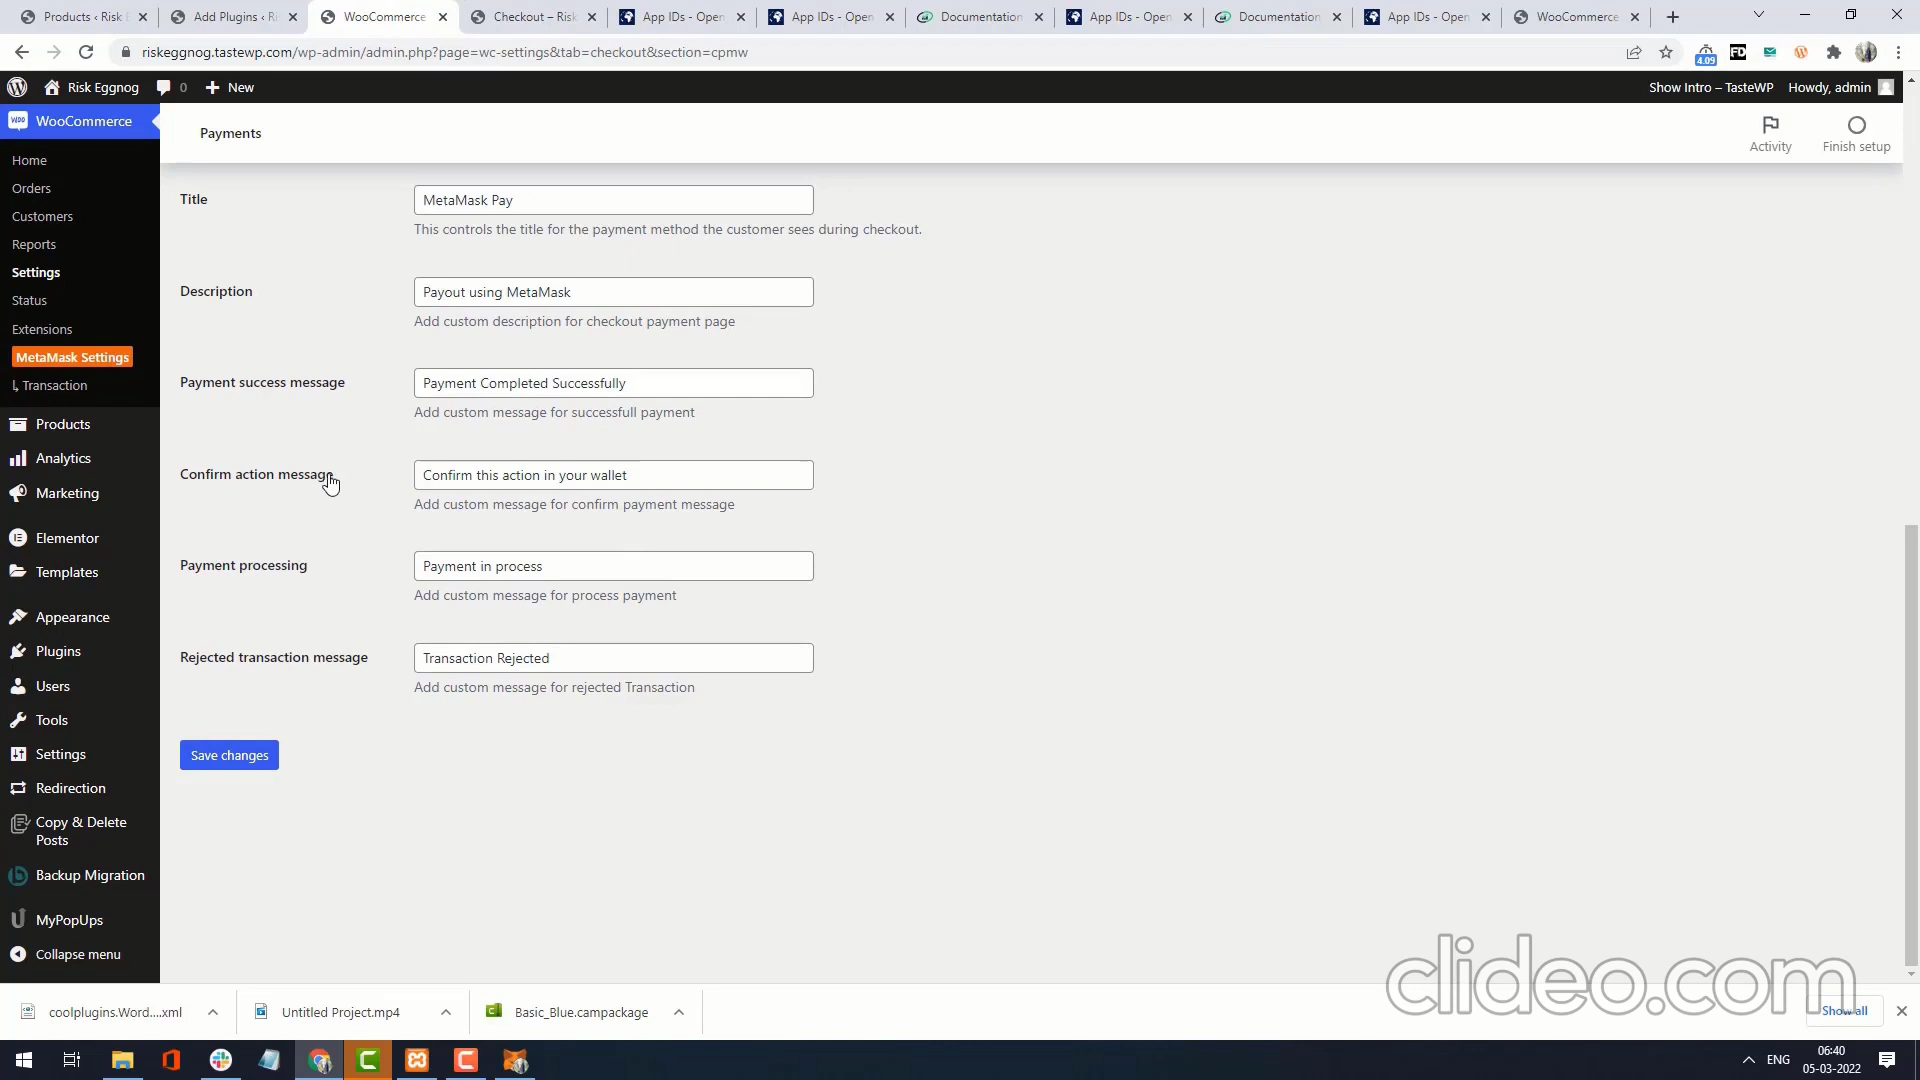 Products ‹ Risk E
Add Plugins ‹ Ri
WooCommerce
Checkout – Risk
App IDs - Open
App IDs - Open
Documentation
App IDs - Open
Documentation
App IDs - Open
WooCommerce
riskeggnog.tastewp.com/wp-admin/admin.php?page=wc-settings&tab=checkout&section=cpmw
4.09
FD
Risk Eggnog
0
New
Show Intro – TasteWP
Howdy, admin
WooCommerce
Home
Orders
Customers
Reports
Settings
Status
Extensions
MetaMask Settings
↳ Transaction
Products
Analytics
Marketing
Elementor
Templates
Appearance
Plugins
Users
Tools
Settings
Redirection
Copy & Delete
Posts
Backup Migration
MyPopUps
Collapse menu
Payments
Activity
Finish setup
Title
MetaMask Pay
This controls the title for the payment method the customer sees during checkout.
Description
Payout using MetaMask
Add custom description for checkout payment page
Payment success message
Payment Completed Successfully
Add custom message for successfull payment
Confirm action message
Confirm this action in your wallet
Add custom message for confirm payment message
Payment processing
Payment in process
Add custom message for process payment
Rejected transaction message
Transaction Rejected
Add custom message for rejected Transaction
Save changes
clideo.com
coolplugins.Word....xml
Untitled Project.mp4
Basic_Blue.campackage
Show all
ENG
06:40
05-03-2022